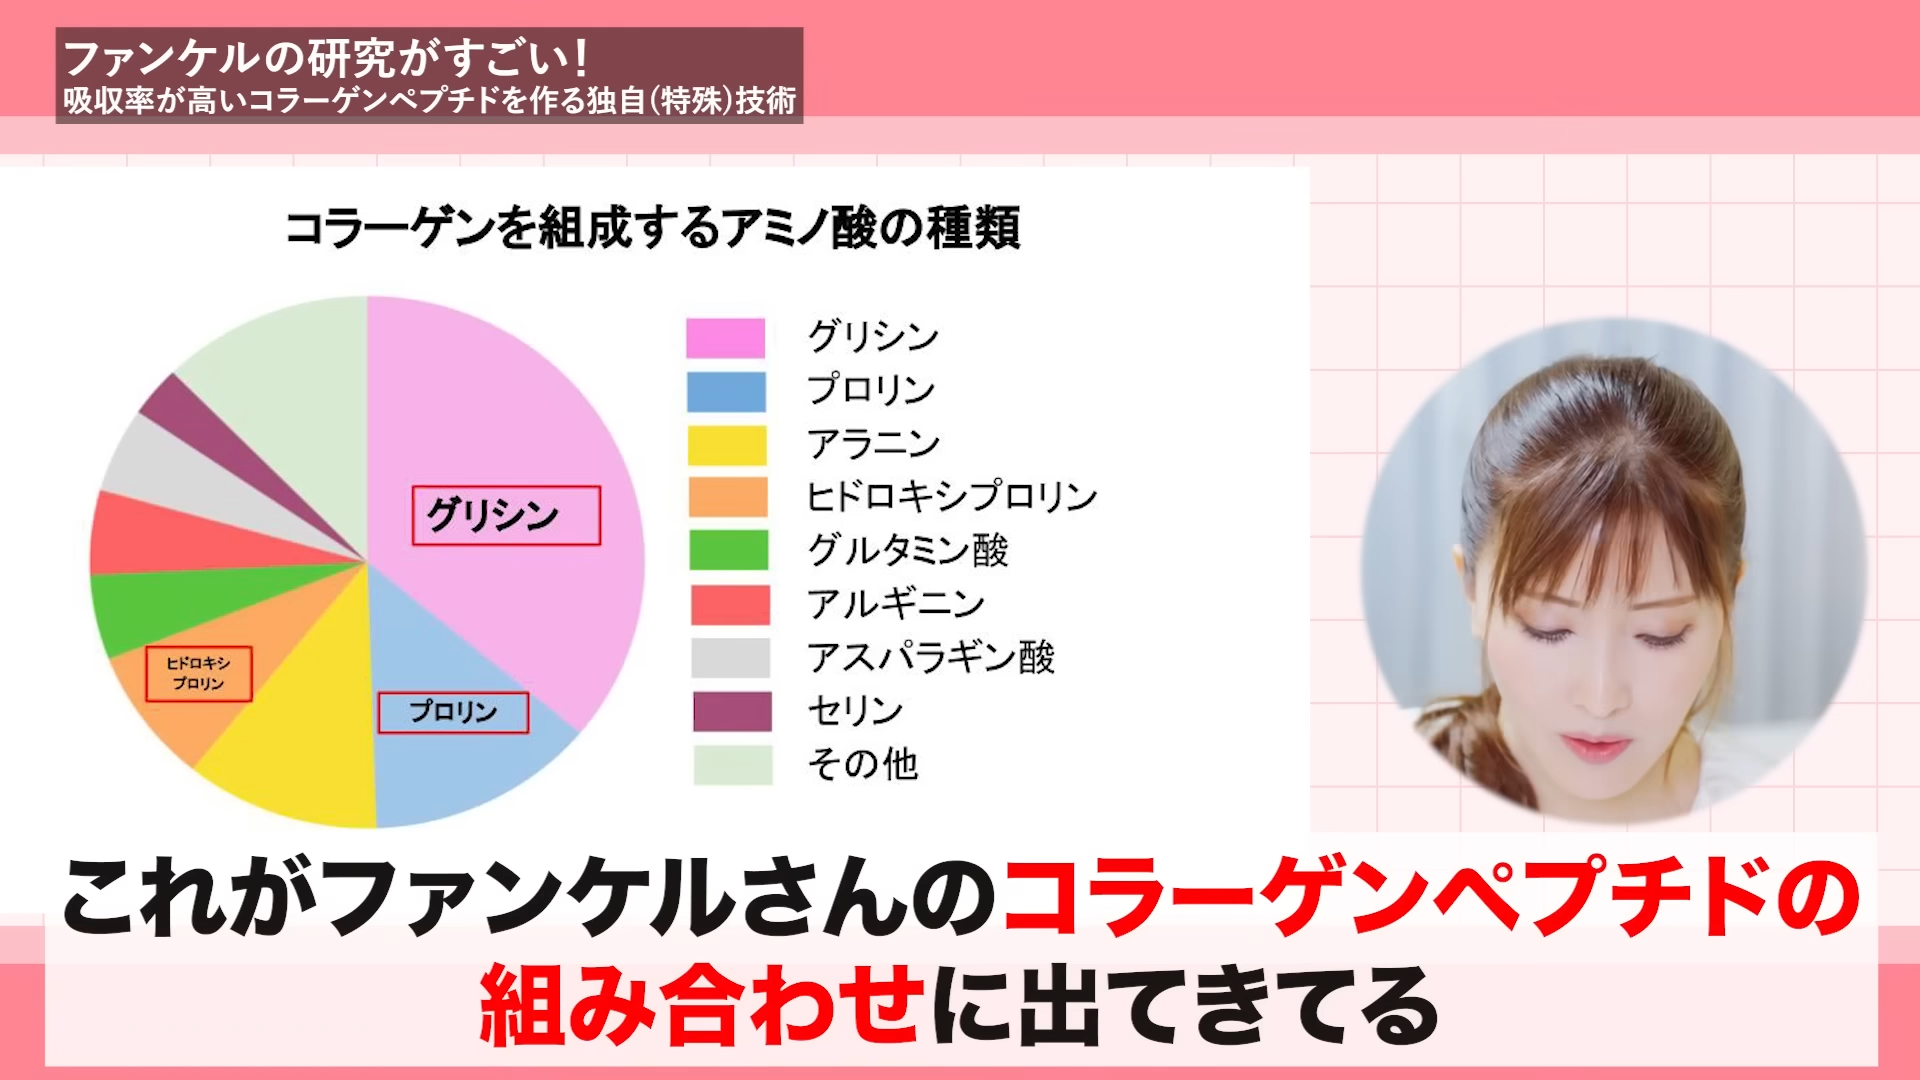 ファンケルの研究がすごい!
吸収率が高いコラーゲンペプチドを作る独自(特殊)技術
コラーゲンを組成するアミノ酸の種類
グリシン
プロリン
アラニン
ヒドロキシプロリン
グルタミン酸
アルギニン
アスパラギン酸
セリン
その他
グリシン
ヒドロキシ
プロリン
プロリン
これがファンケルさんのコラーゲンペプチドの
組み合わせに出てきてる